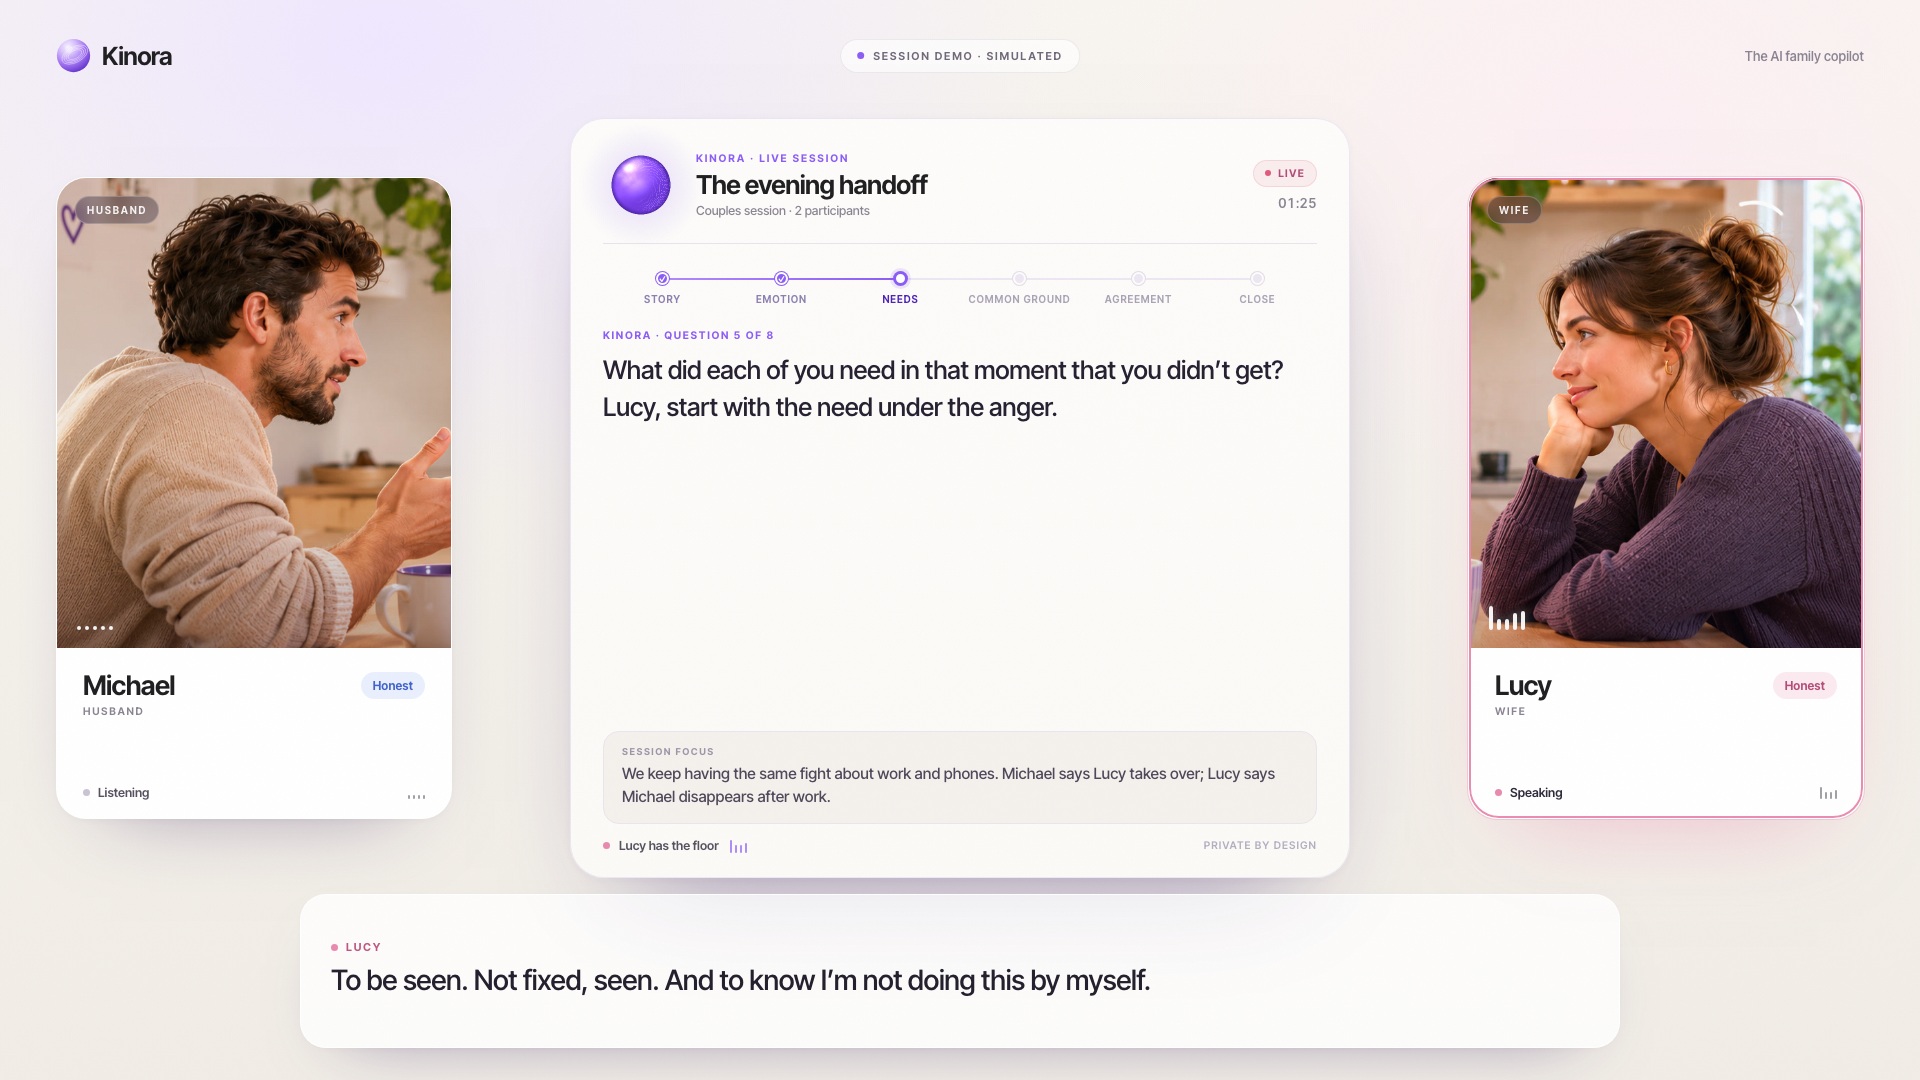 Kinora
SESSION DEMO · SIMULATED
The AI family copilot
HUSBAND
KINORA · LIVE SESSION
The evening handoff
Couples session · 2 participants
LIVE
01:25
STORY
EMOTION
NEEDS
COMMON GROUND
AGREEMENT
CLOSE
KINORA · QUESTION 5 OF 8
What did each of you need in that moment that you didn’t get?
Lucy, start with the need under the anger.
SESSION FOCUS
We keep having the same fight about work and phones. Michael says Lucy takes over; Lucy says
Michael disappears after work.
Lucy has the floor
PRIVATE BY DESIGN
Michael
Honest
HUSBAND
Listening
WIFE
Lucy
Honest
WIFE
Speaking
LUCY
To be seen. Not fixed, seen. And to know I’m not doing this by myself.